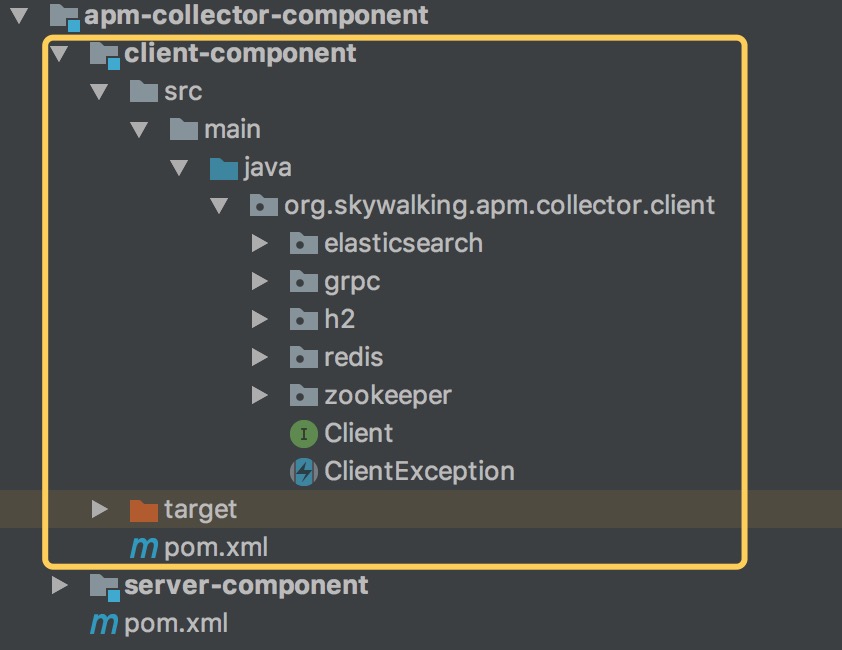 apm-collector-component
client-component
src
main
java
org.skywalking.apm.collector.client
elasticsearch
grpc
h2
redis
zookeeper
I Client
ClientException
target
m pom.xml
server-component
m pom.xml